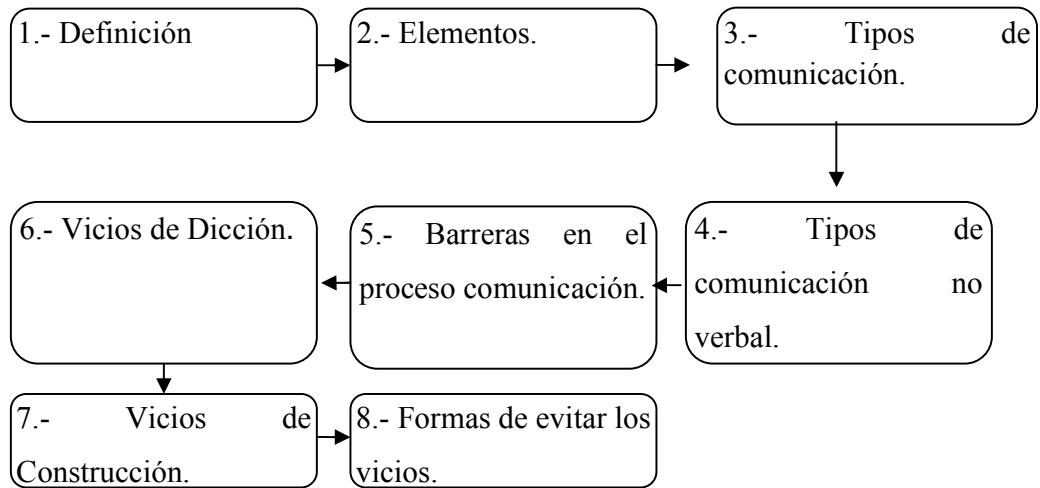 1.- Definición
2.- Elementos.
3.- Tipos de
comunicación.
4.- Tipos de
comunicación no
verbal.
5.- Barreras en el
proceso comunicación.
6.- Vicios de Dicción.
7.- Vicios de
Construcción.
8.- Formas de evitar los
vicios.